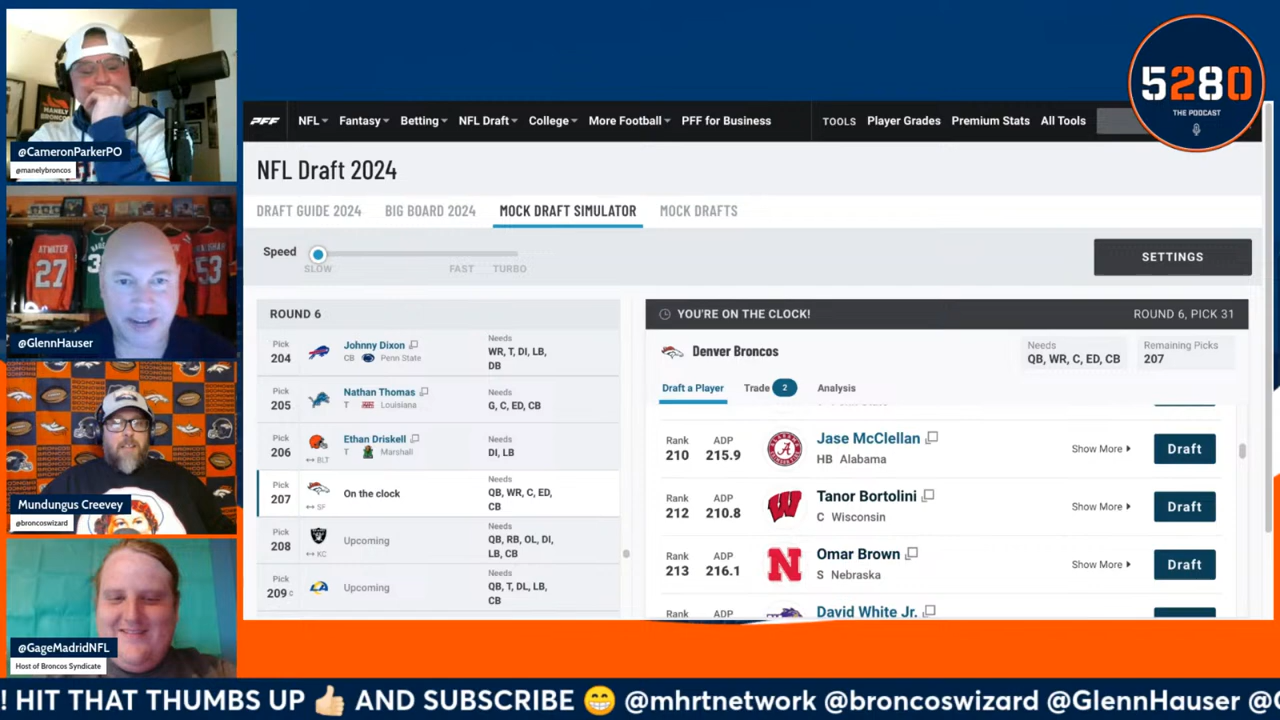 @CameronParkerPO
@manelybroncos
MANELY
BRONCOS
ATWATER
27
3
53
@GlennHauser
Mundungus Creevey
@broncoswizard
@GageMadridNFL
Host of Broncos Syndicate
5280
THE PODCAST
PFF
NFL
Fantasy
Betting
NFL Draft
College
More Football
PFF for Business
TOOLS
Player Grades
Premium Stats
All Tools
NFL Draft 2024
DRAFT GUIDE 2024
BIG BOARD 2024
MOCK DRAFT SIMULATOR
MOCK DRAFTS
Speed
SLOW
FAST
TURBO
SETTINGS
ROUND 6
Pick
204
Johnny Dixon
CB Penn State
Needs
WR, T, DI, LB,
DB
Pick
205
Nathan Thomas
T Louisiana
Needs
G, C, ED, CB
Pick
206
↔ BLT
Ethan Driskell
T Marshall
Needs
DI, LB
Pick
207
↔ SF
On the clock
Needs
QB, WR, C, ED,
CB
Pick
208
↔ KC
Upcoming
Needs
QB, RB, OL, DI,
LB, CB
Pick
209 C
Upcoming
Needs
QB, T, DL, LB,
CB
YOU'RE ON THE CLOCK!
ROUND 6, PICK 31
Denver Broncos
Needs
QB, WR, C, ED, CB
Remaining Picks
207
Draft a Player
Trade 2
Analysis
Rank
210
ADP
215.9
Jase McClellan
HB Alabama
Show More
Draft
Rank
212
ADP
210.8
Tanor Bortolini
C Wisconsin
Show More
Draft
Rank
213
ADP
216.1
Omar Brown
S Nebraska
Show More
Draft
Rank
ADP
David White Jr.
! HIT THAT THUMBS UP 👍 AND SUBSCRIBE 😁 @mhrtnetwork @broncoswizard @GlennHauser @